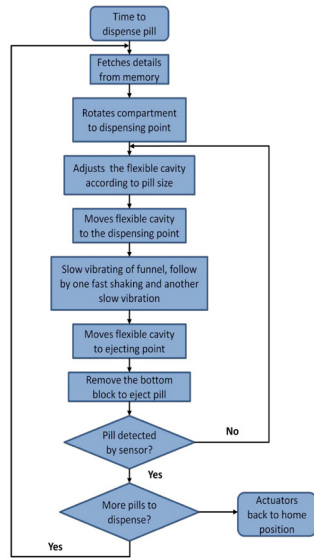 Time to
dispense pill
Fetches details
from memory
Rotates compartment
to dispensing point
Adjusts the flexible cavity
according to pill size
Moves flexible cavity
to the dispensing point
Slow vibrating of funnel, follow
by one fast shaking and another
slow vibration
Moves flexible cavity
to ejecting point
Remove the bottom
block to eject pill
Pill detected
by sensor?
No
Yes
More pills to
dispense?
Actuators
back to home
position
Yes